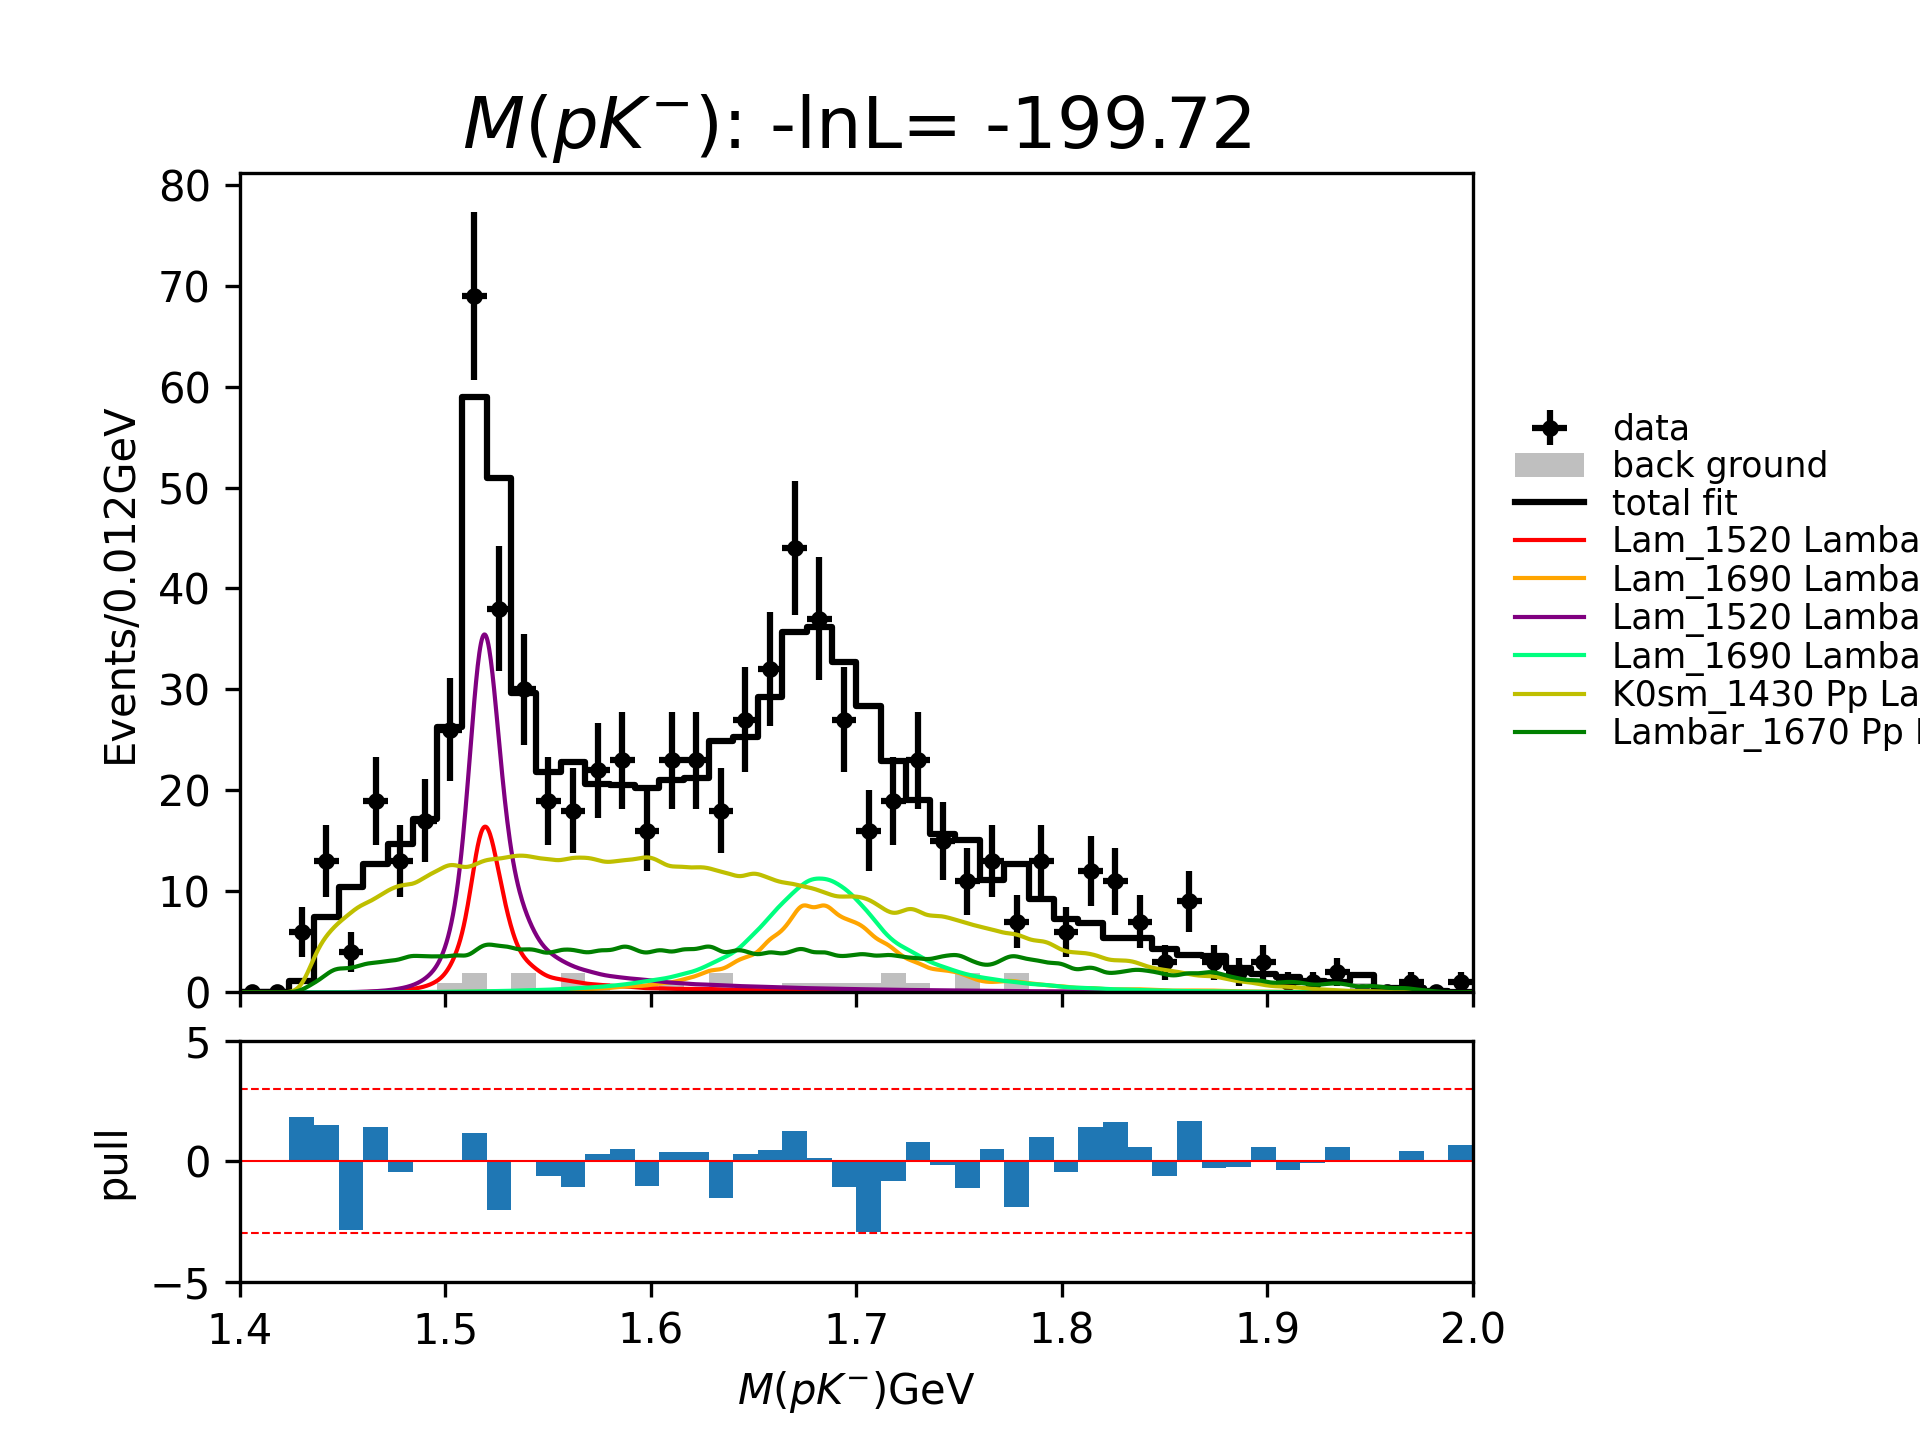 M(pK⁻): -lnL= -199.72
80
70
60
50
40
30
20
10
0
Events/0.012GeV
data
back ground
total fit
Lam_1520 Lamba
Lam_1690 Lamba
Lam_1520 Lamba
Lam_1690 Lamba
K0sm_1430 Pp La
Lambar_1670 Pp
5
0
−5
pull
1.4 1.5 1.6 1.7 1.8 1.9 2.0
M(pK⁻)GeV